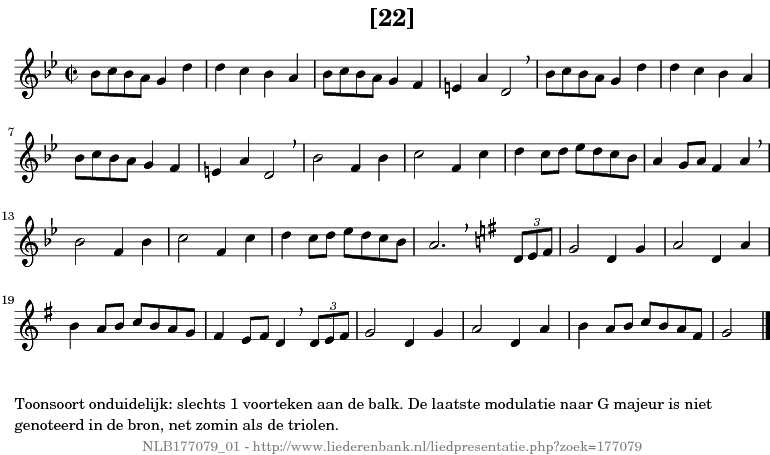 [22]
7
13
3
19
3
Toonsoort onduidelijk: slechts 1 voorteken aan de balk. De laatste modulatie naar G majeur is niet
genoteerd in de bron, net zomin als de triolen.
NLB177079_01 - http://www.liederenbank.nl/liedpresentatie.php?zoek=177079